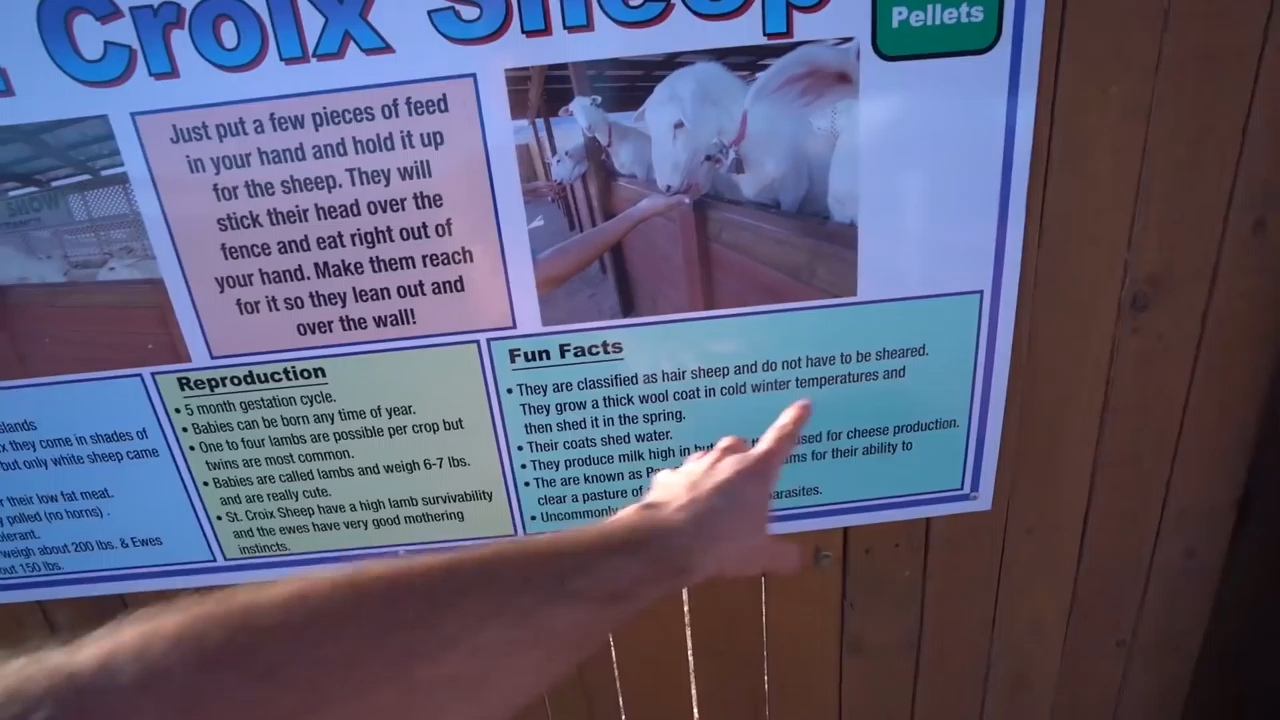 Croix Sheep
Pellets
SHOW
Just put a few pieces of feed
in your hand and hold it up
for the sheep. They will
stick their head over the
fence and eat right out of
your hand. Make them reach
for it so they lean out and
over the wall!
slands
x they come in shades of
but only white sheep came
r their low fat meat.
y polled (no horns) .
lerant.
weigh about 200 lbs. & Ewes
out 150 lbs.
Reproduction
• 5 month gestation cycle.
• Babies can be born any time of year.
• One to four lambs are possible per crop but
twins are most common.
• Babies are called lambs and weigh 6-7 lbs.
and are really cute.
• St. Croix Sheep have a high lamb survivability
and the ewes have very good mothering
instincts.
Fun Facts
• They are classified as hair sheep and do not have to be sheared.
They grow a thick wool coat in cold winter temperatures and
then shed it in the spring.
• Their coats shed water.
• They produce milk high in used for cheese production.
• The are known as ms for their ability to
clear a pasture of arasites.
• Uncommonly